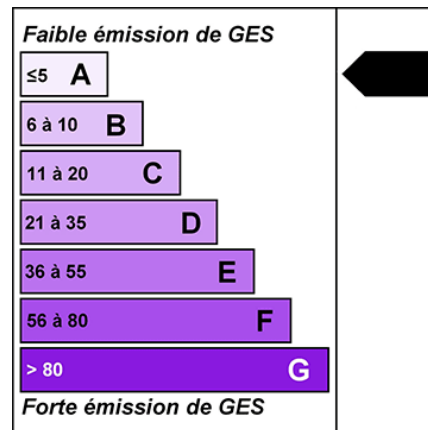 Faible émission de GES
≤5 A
6 à 10 B
11 à 20 C
21 à 35 D
36 à 55 E
56 à 80 F
> 80 G
Forte émission de GES